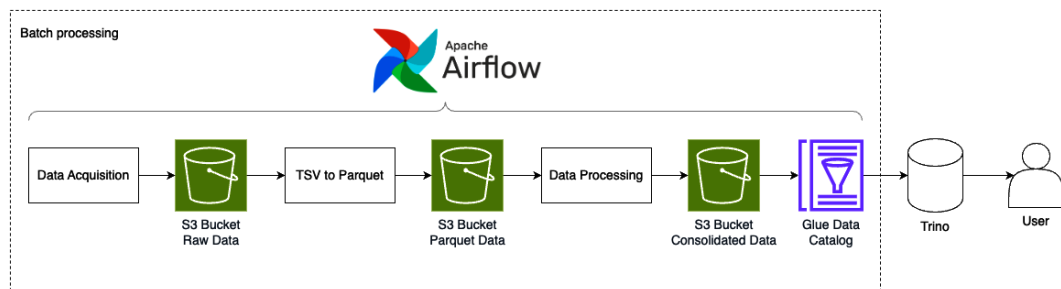 Batch processing
Apache
Airflow
Data Acquisition
TSV to Parquet
Data Processing
S3 Bucket
Raw Data
S3 Bucket
Parquet Data
S3 Bucket
Consolidated Data
Glue Data
Catalog
Trino
User